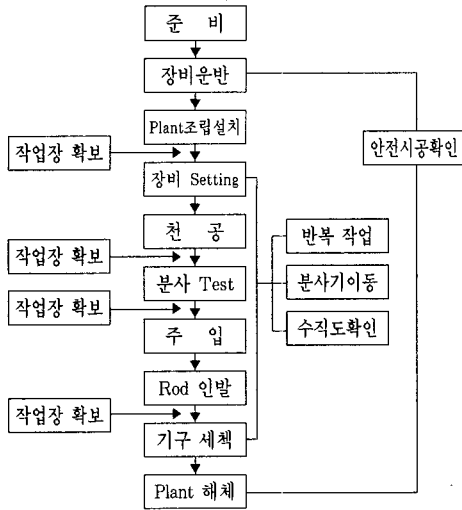 준 비
장비운반
Plant조립설치
작업장 확보
안전시공확인
장비 Setting
천 공
반복 작업
작업장 확보
분사 Test
분사기이동
작업장 확보
주 입
수직도확인
Rod 인발
작업장 확보
기구 세척
Plant 해체